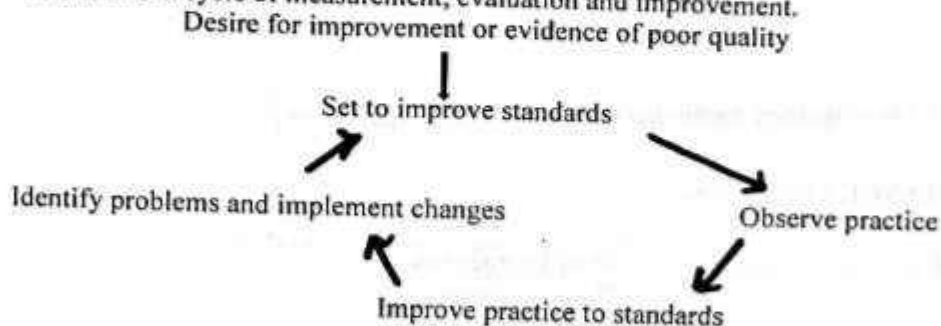 cycle of measurement, evaluation and improvement.
Desire for improvement or evidence of poor quality
Set to improve standards
Identify problems and implement changes
Observe practice
Improve practice to standards